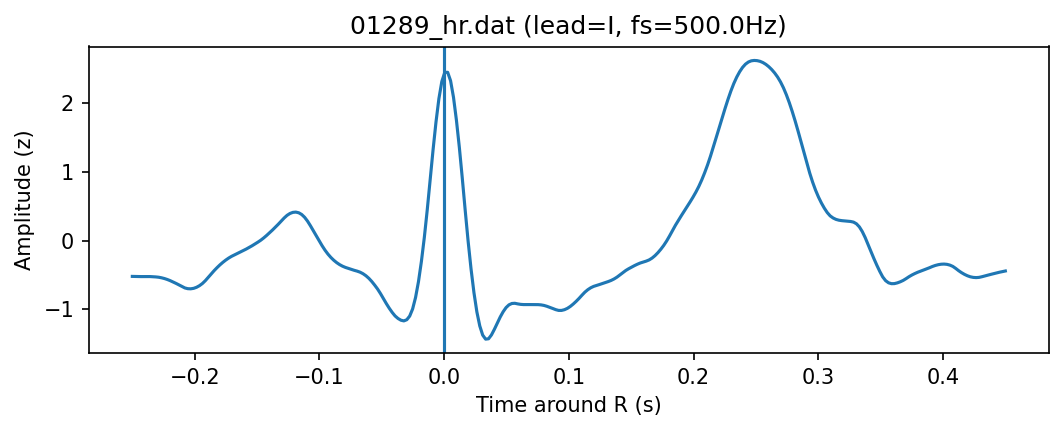 01289_hr.dat (lead=I, fs=500.0Hz)
Amplitude (z)
2
1
0
−1
−0.2 −0.1 0.0 0.1 0.2 0.3 0.4
Time around R (s)